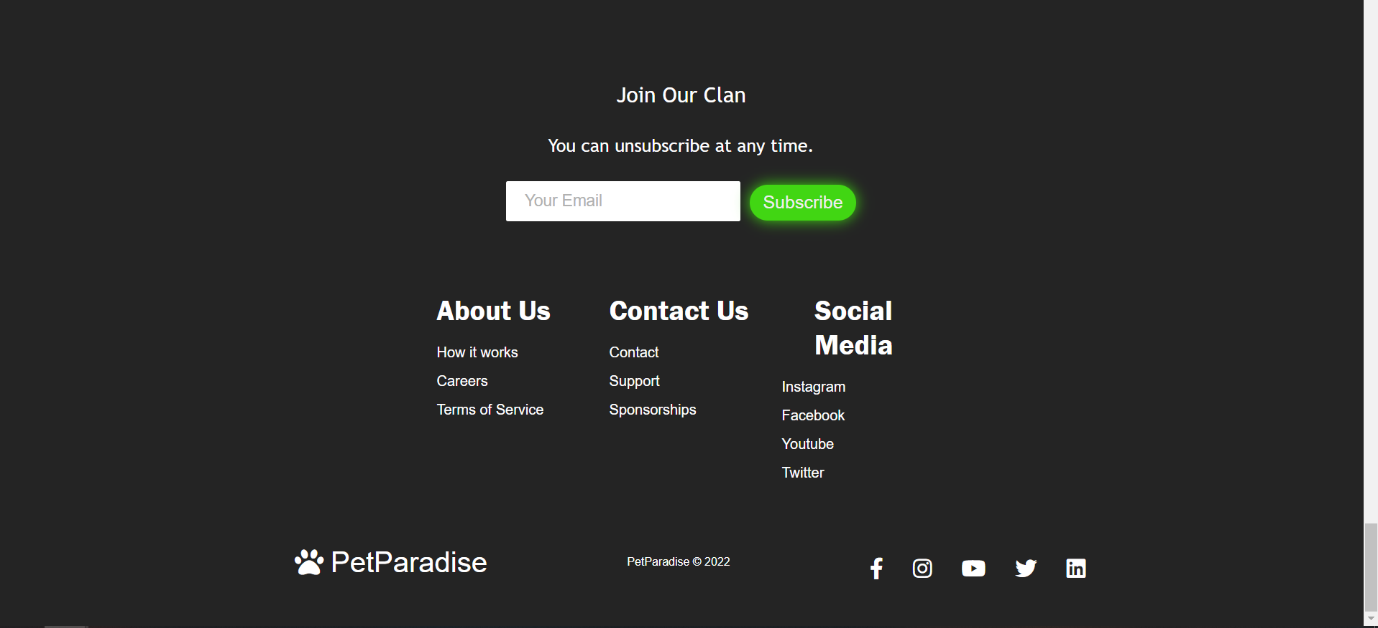 Join Our Clan
You can unsubscribe at any time.
Your Email
Subscribe
About Us
How it works
Careers
Terms of Service
Contact Us
Contact
Support
Sponsorships
Social
Media
Instagram
Facebook
Youtube
Twitter
PetParadise
PetParadise © 2022